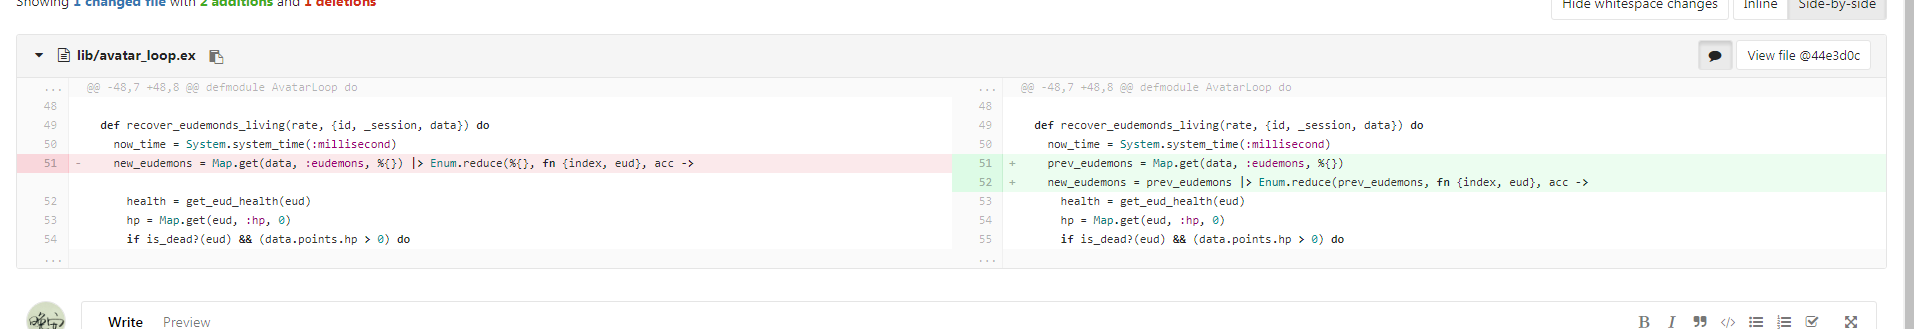 Showing 1 changed file with 2 additions and 1 deletions
Hide whitespace changes Inline Side-by-side
lib/avatar_loop.ex
View file @44e3d0c
... @@ -48,7 +48,8 @@ defmodule AvatarLoop do
48
49 def recover_eudemonds_living(rate, {id, _session, data}) do
50 now_time = System.system_time(:millisecond)
51 - new_eudemons = Map.get(data, :eudemons, %{}) |> Enum.reduce(%{}, fn {index, eud}, acc ->
52 health = get_eud_health(eud)
53 hp = Map.get(eud, :hp, 0)
54 if is_dead?(eud) && (data.points.hp > 0) do
...
... @@ -48,7 +48,8 @@ defmodule AvatarLoop do
48
49 def recover_eudemonds_living(rate, {id, _session, data}) do
50 now_time = System.system_time(:millisecond)
51 + prev_eudemons = Map.get(data, :eudemons, %{})
52 + new_eudemons = prev_eudemons |> Enum.reduce(prev_eudemons, fn {index, eud}, acc ->
53 health = get_eud_health(eud)
54 hp = Map.get(eud, :hp, 0)
55 if is_dead?(eud) && (data.points.hp > 0) do
...
Write Preview